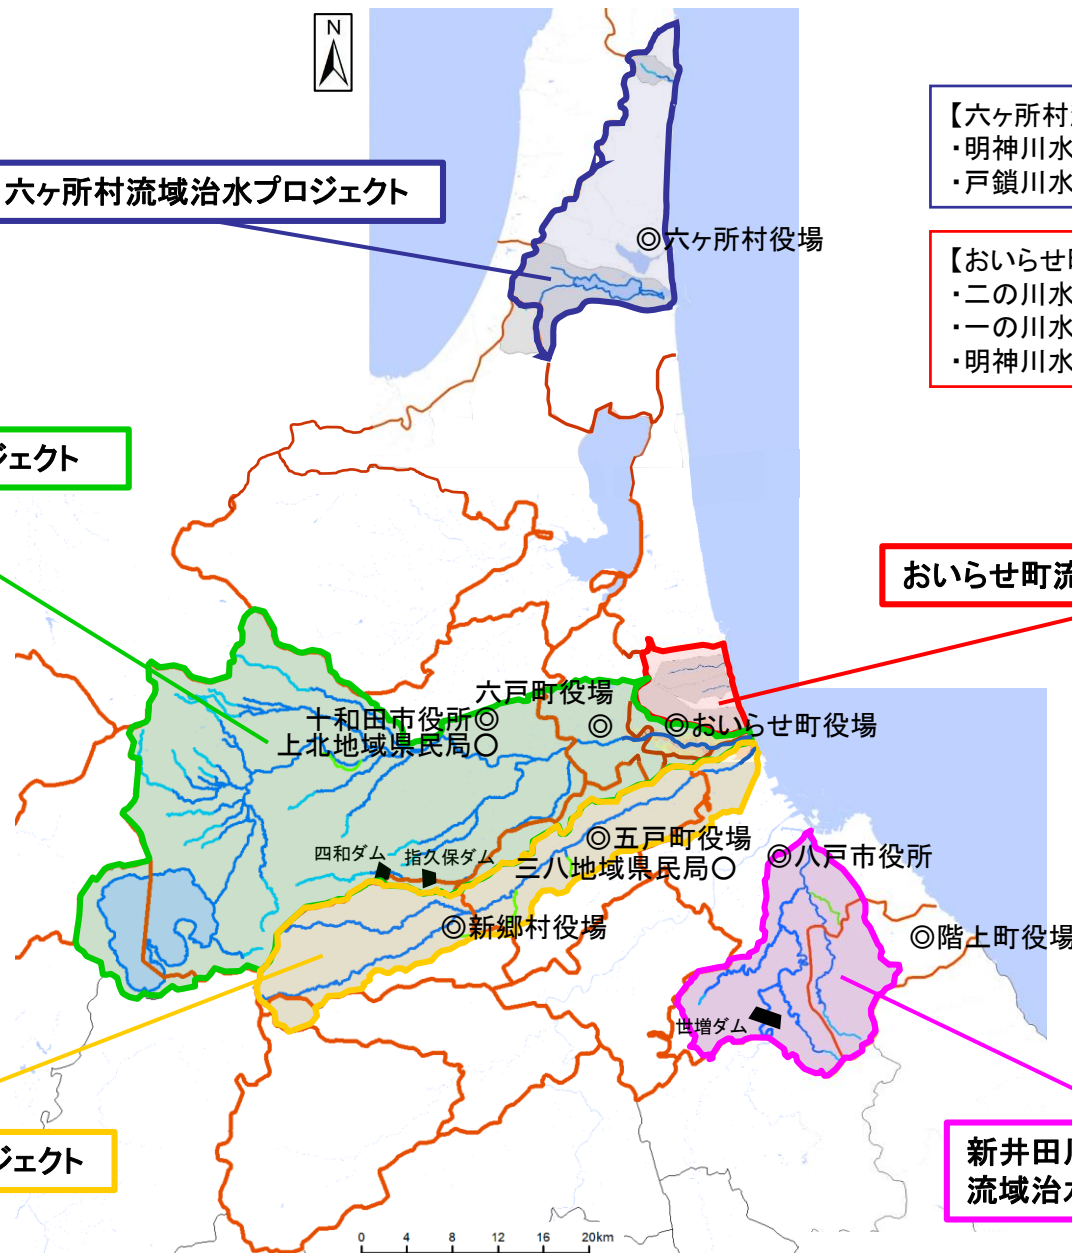 N
【六ヶ所村
・明神川水
・戸鎖川水
六ヶ所村流域治水プロジェクト
◎六ヶ所村役場
【おいらせ町
・二の川水
・一の川水
・明神川水
ジェクト
おいらせ町流
六戸町役場
◎
十和田市役所◎
上北地域県民局○
◎おいらせ町役場
◎五戸町役場
三八地域県民局○
四和ダム
指久保ダム
◎八戸市役所
◎新郷村役場
◎階上町役場
世増ダム
ジェクト
新井田川
流域治水
0 4 8 12 16 20km